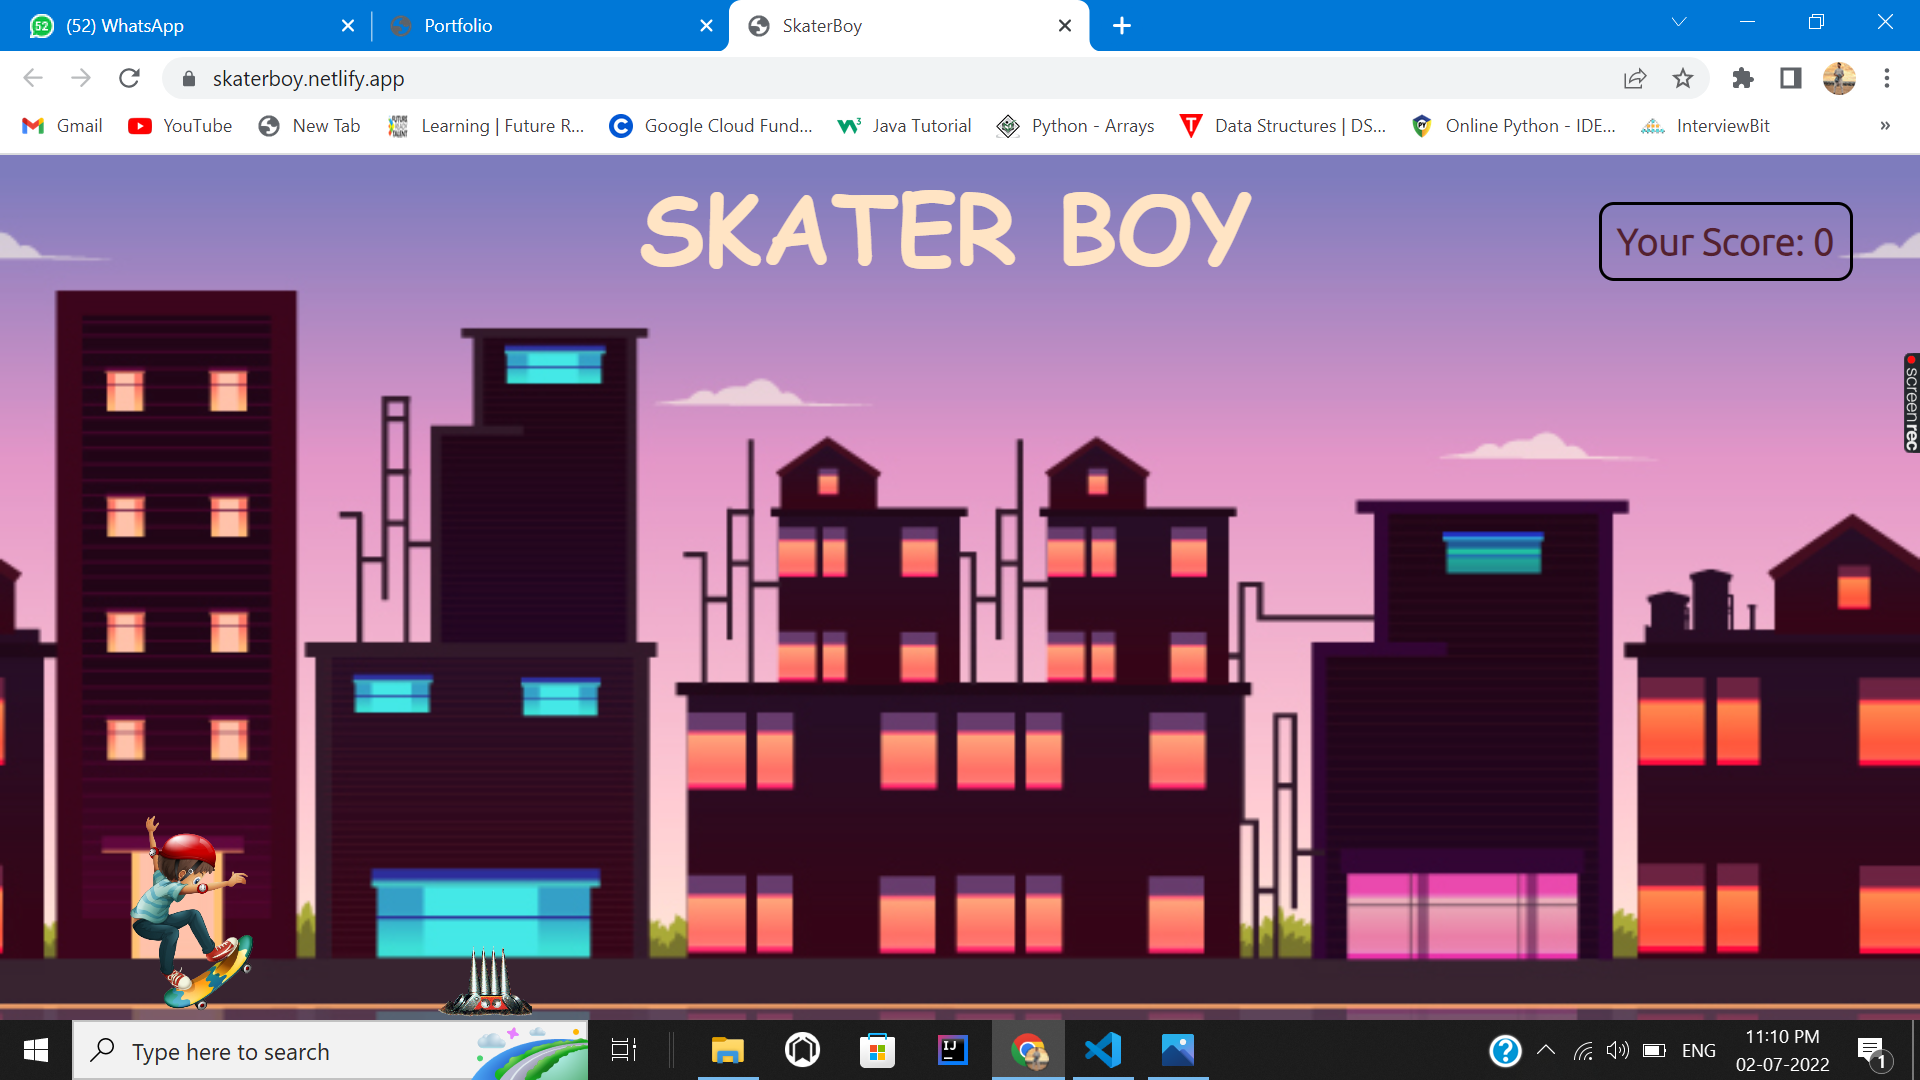 (52) WhatsApp
Portfolio
SkaterBoy
skaterboy.netlify.app
Gmail
YouTube
New Tab
Learning | Future R...
Google Cloud Fund...
Java Tutorial
Python - Arrays
Data Structures | DS...
Online Python - IDE...
InterviewBit
»
SKATER BOY
Your Score: 0
screenrec
Type here to search
ENG
11:10 PM
02-07-2022
1